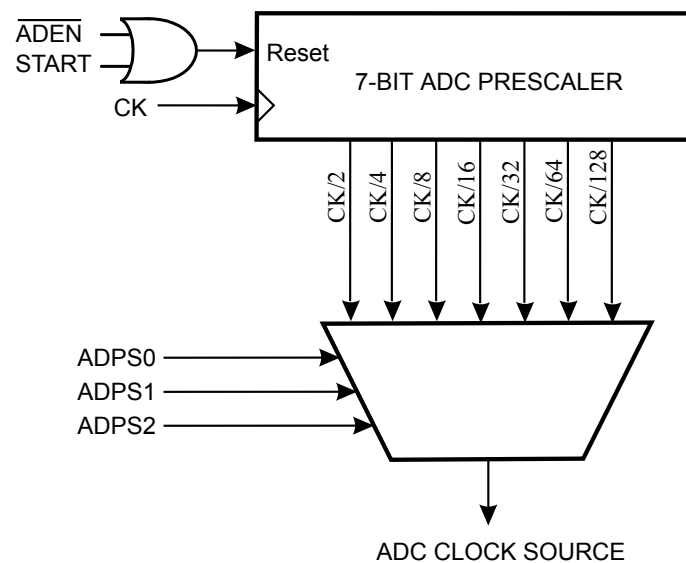 ADEN
START
Reset
7-BIT ADC PRESCALER
CK
CK/2
CK/4
CK/8
CK/16
CK/32
CK/64
CK/128
ADPS0
ADPS1
ADPS2
ADC CLOCK SOURCE